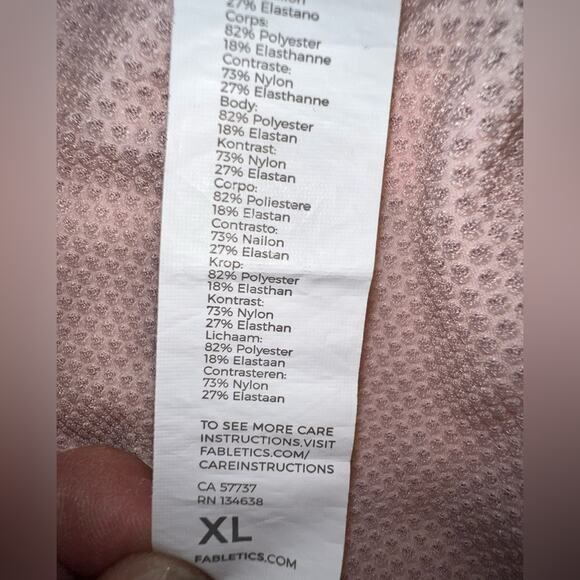 27% Elastano
Corps:
82% Polyester
18% Elasthanne
Contraste:
73% Nylon
27% Elasthanne
Body:
82% Polyester
18% Elastan
Kontrast:
73% Nylon
27% Elastan
Corpo:
82% Poliestere
18% Elastan
Contrasto:
73% Nailon
27% Elastan
Krop:
82% Polyester
18% Elasthan
Kontrast:
73% Nylon
27% Elasthan
Lichaam:
82% Polyester
18% Elastaan
Contrasteren:
73% Nylon
27% Elastaan
TO SEE MORE CARE
INSTRUCTIONS,VISIT
FABLETICS.COM/
CAREINSTRUCTIONS
CA 57737
RN 134638
XL
FABLETICS.COM